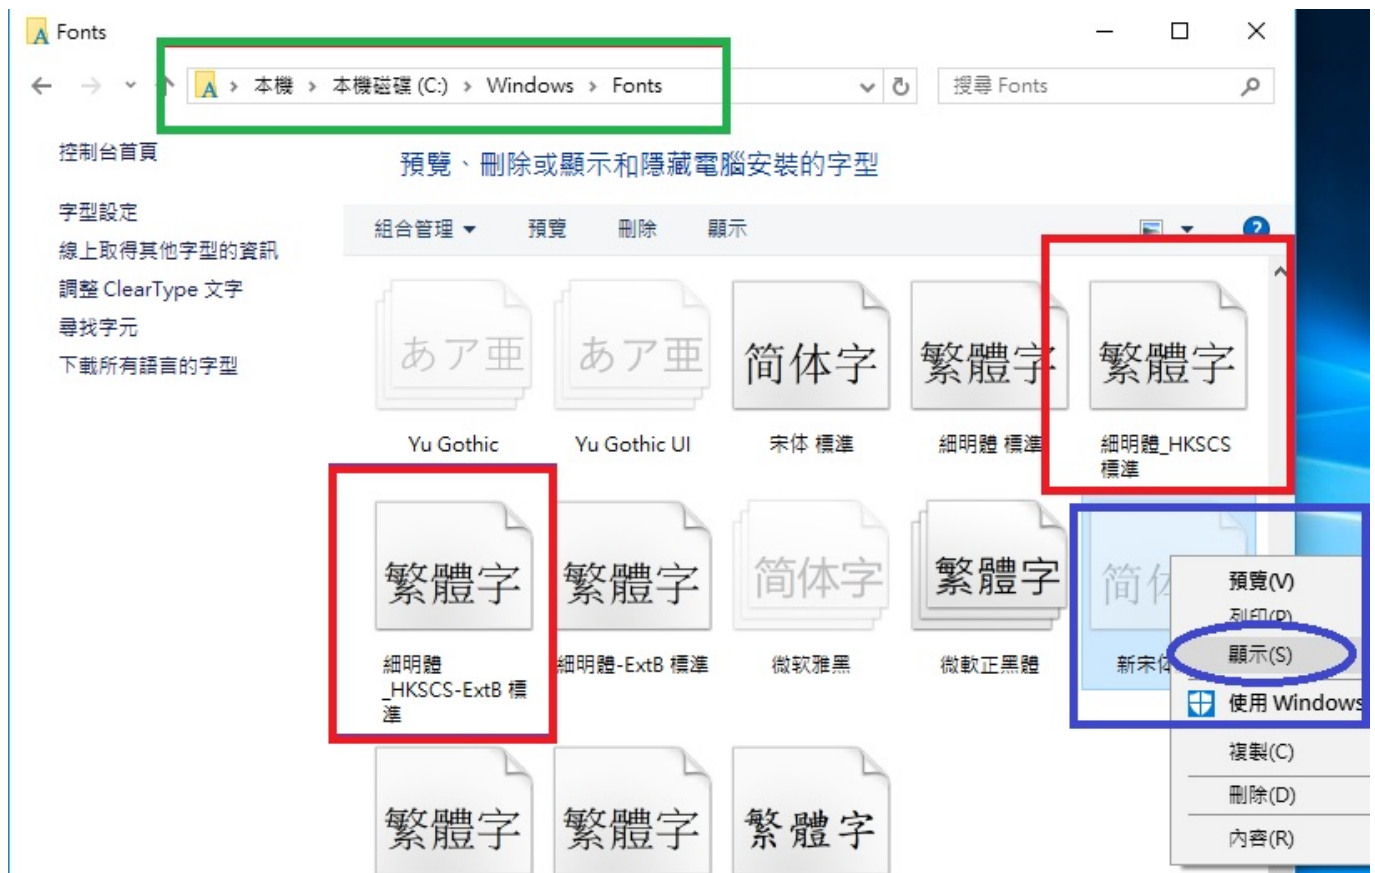 Fonts
本機 > 本機磁碟 (C:) > Windows > Fonts
搜尋 Fonts
控制台首頁
字型設定
線上取得其他字型的資訊
調整 ClearType 文字
尋找字元
下載所有語言的字型
預覽、刪除或顯示和隱藏電腦安裝的字型
組合管理 預覽 刪除 顯示
あア亜 あア亜 简体字 繁體字 繁體字
Yu Gothic Yu Gothic UI 宋体 標準 細明體 標準 細明體_HKSCS
標準
繁體字 繁體字 简体字 繁體字 简
細明體 細明體-ExtB 標準 微软雅黑 微軟正黑體 新宋
_HKSCS-ExtB 標
準
繁體字 繁體字 繁體字
預覽(V)
列印(P)
顯示(S)
使用 Windows
複製(C)
刪除(D)
內容(R)